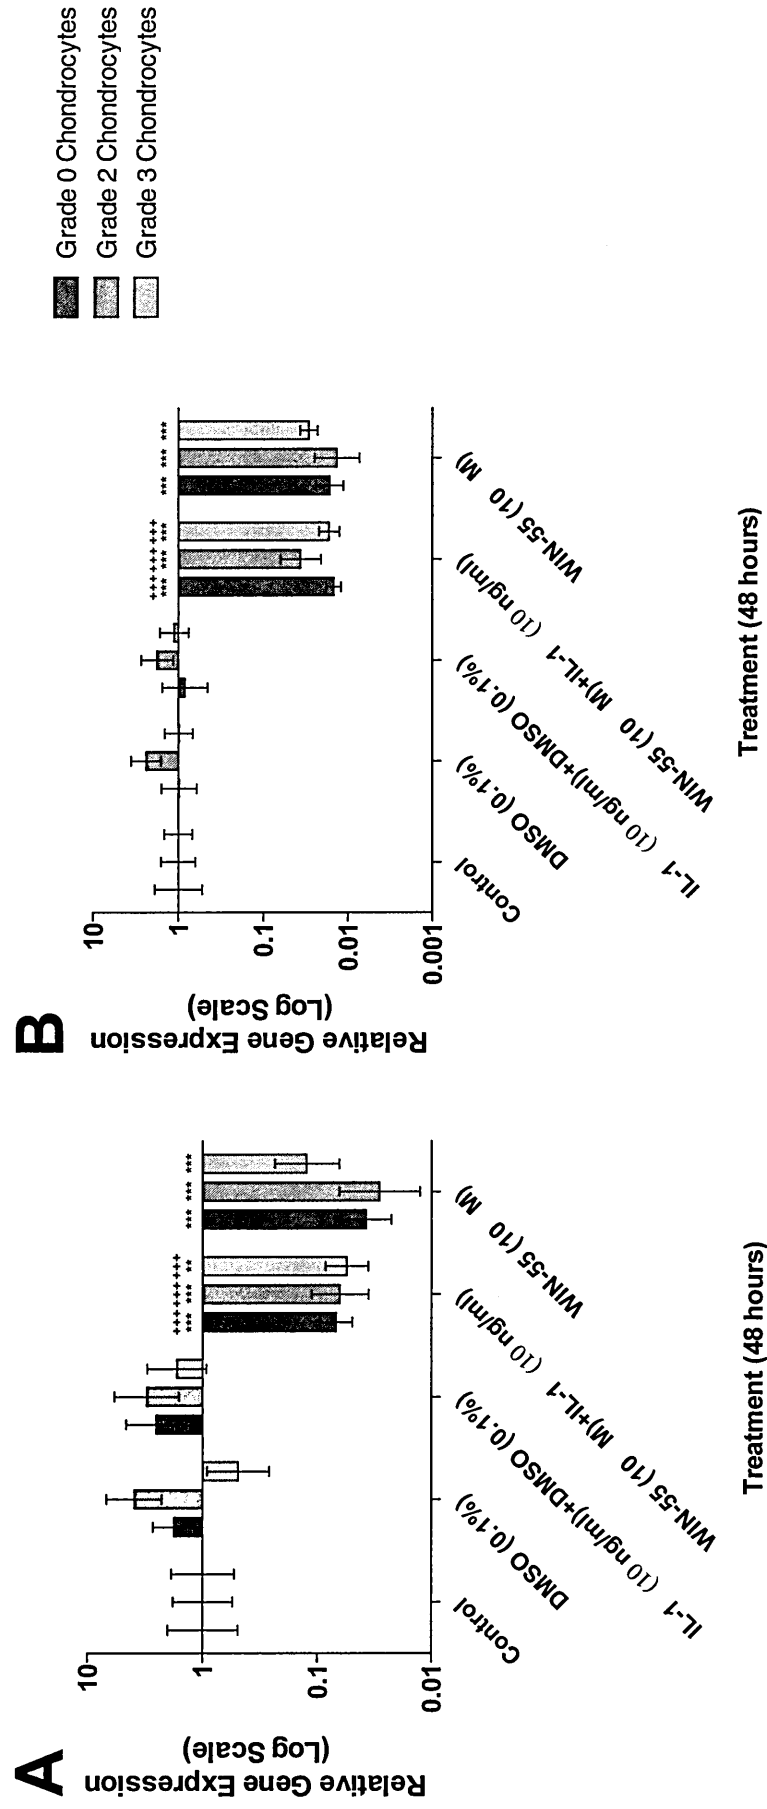 A
Relative Gene Expression
(Log Scale)
10
1
0.1
0.01
*** *** ***
+++ +++ +++
*** *** **
Control
DMSO (0.1%)
IL-1 (10 ng/ml)+DMSO (0.1%)
WIN-55 (10 M)+IL-1 (10 ng/ml)
WIN-55 (10 M)
Treatment (48 hours)
B
Relative Gene Expression
(Log Scale)
10
1
0.1
0.01
0.001
*** *** ***
+++ +++ +++
*** *** ***
Control
DMSO (0.1%)
IL-1 (10 ng/ml)+DMSO (0.1%)
WIN-55 (10 M)+IL-1 (10 ng/ml)
WIN-55 (10 M)
Treatment (48 hours)
Grade 0 Chondrocytes
Grade 2 Chondrocytes
Grade 3 Chondrocytes